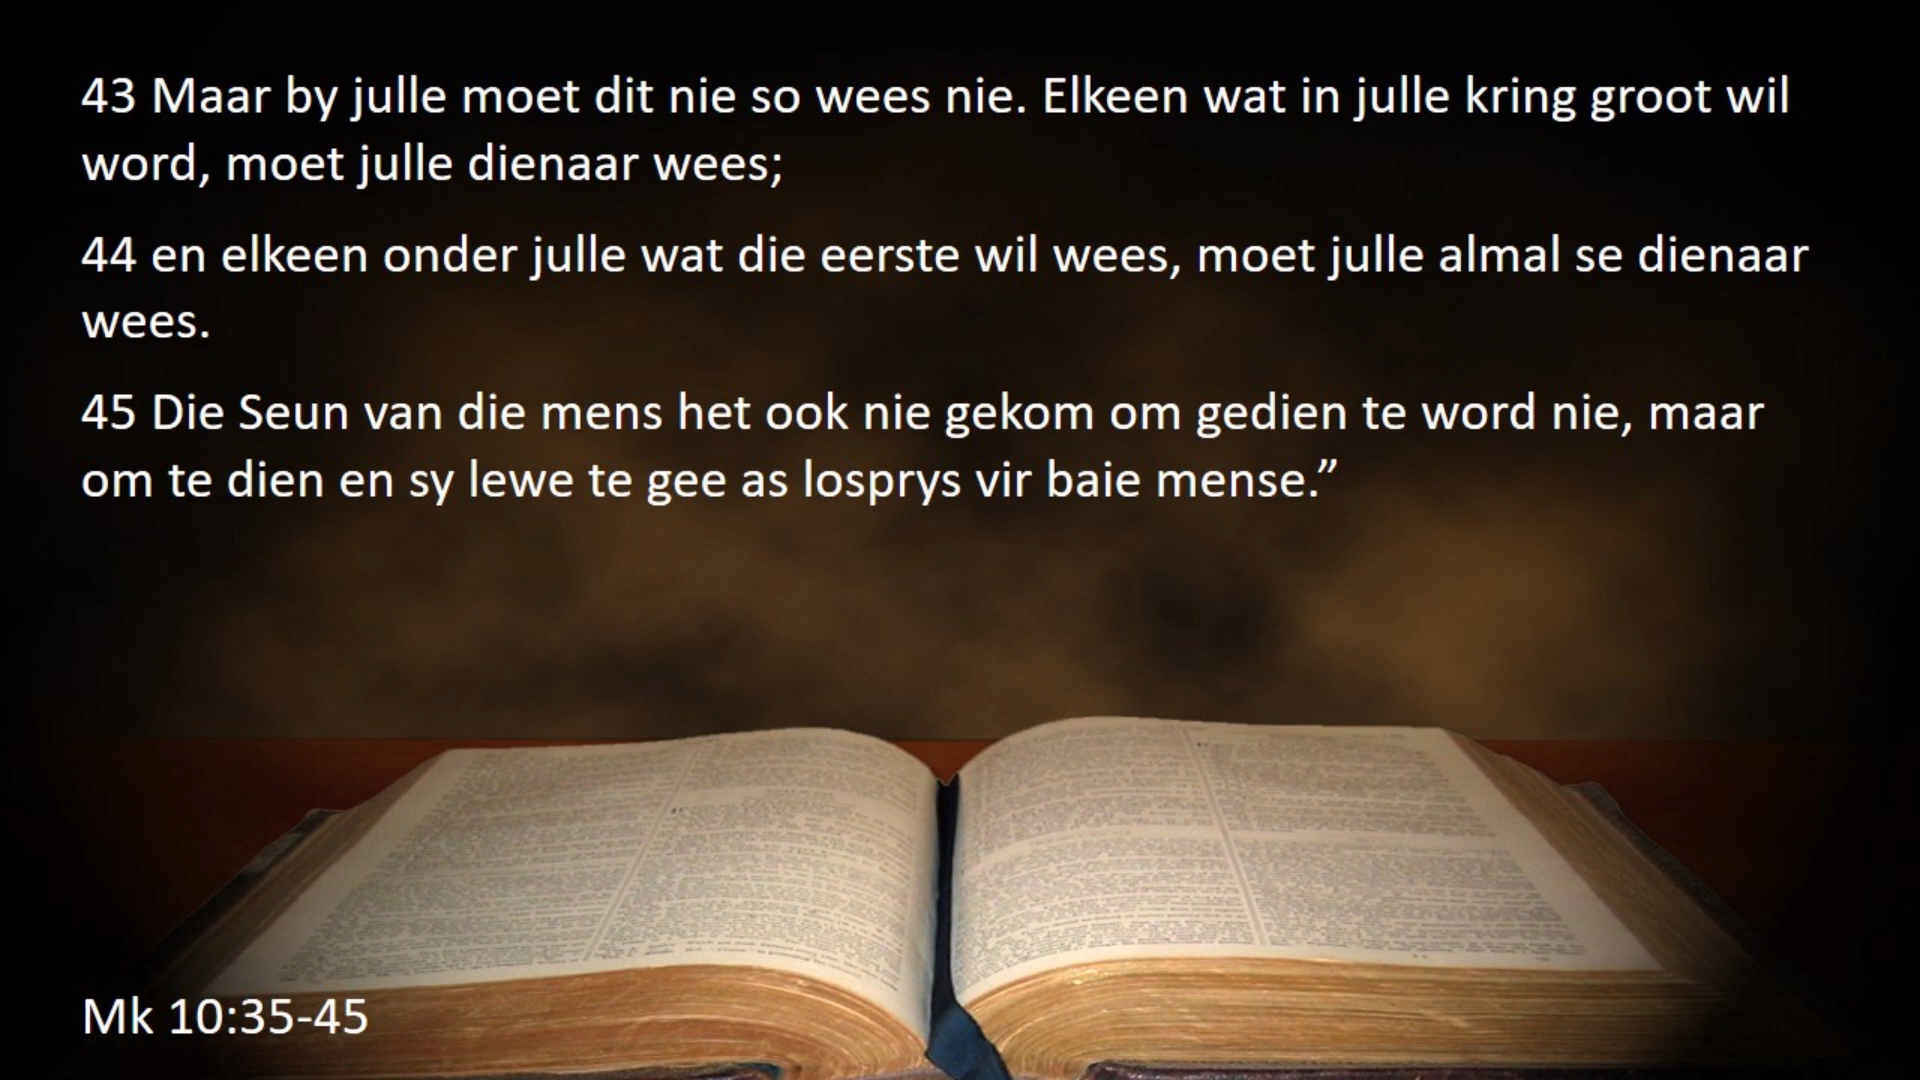 43 Maar by julle moet dit nie so wees nie. Elkeen wat in julle kring groot wil
word, moet julle dienaar wees;
44 en elkeen onder julle wat die eerste wil wees, moet julle almal se dienaar
wees.
45 Die Seun van die mens het ook nie gekom om gedien te word nie, maar
om te dien en sy lewe te gee as losprys vir baie mense.”
Mk 10:35-45